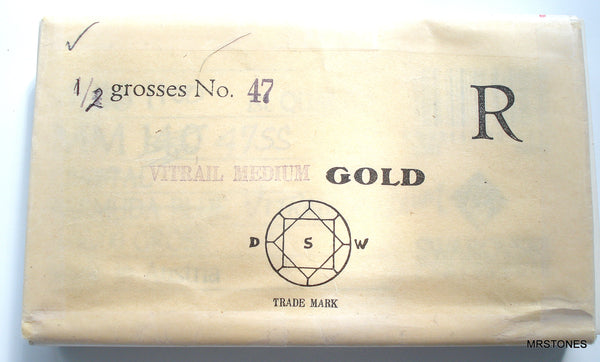 1/2 grosses No. 47
R
VITRAIL MEDIUM GOLD
D S W
TRADE MARK
MRSTONES